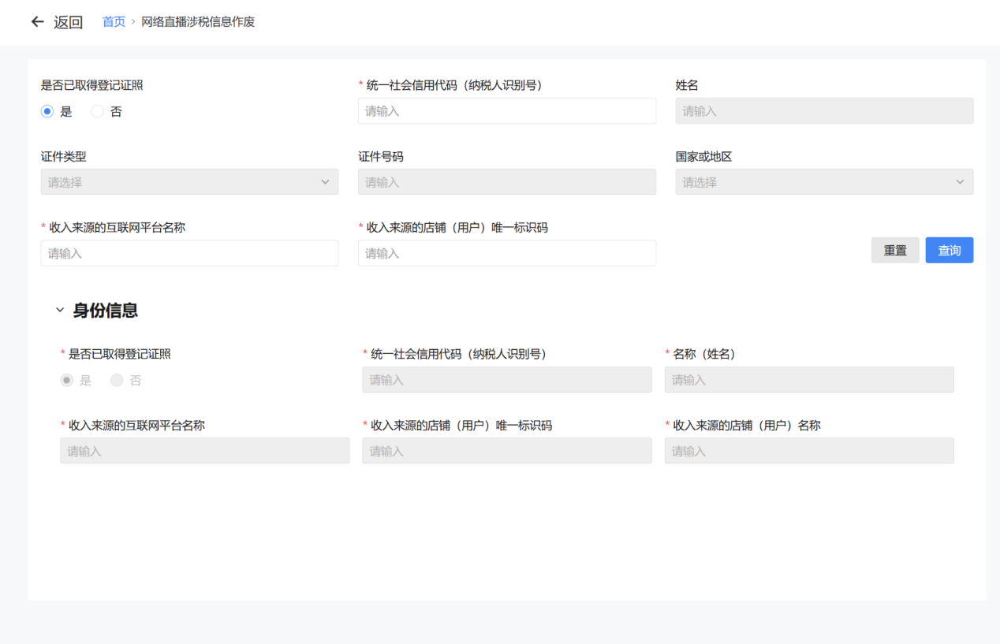 返回 首页 > 网络直播涉税信息作废
是否已取得登记证照 * 统一社会信用代码（纳税人识别号） 姓名
是 否 请输入 请输入
证件类型 证件号码 国家或地区
请选择 请输入 请选择
* 收入来源的互联网平台名称 * 收入来源的店铺（用户）唯一标识码
请输入 请输入 重置 查询
身份信息
* 是否已取得登记证照 * 统一社会信用代码（纳税人识别号） * 名称（姓名）
是 否 请输入 请输入
* 收入来源的互联网平台名称 * 收入来源的店铺（用户）唯一标识码 * 收入来源的店铺（用户）名称
请输入 请输入 请输入